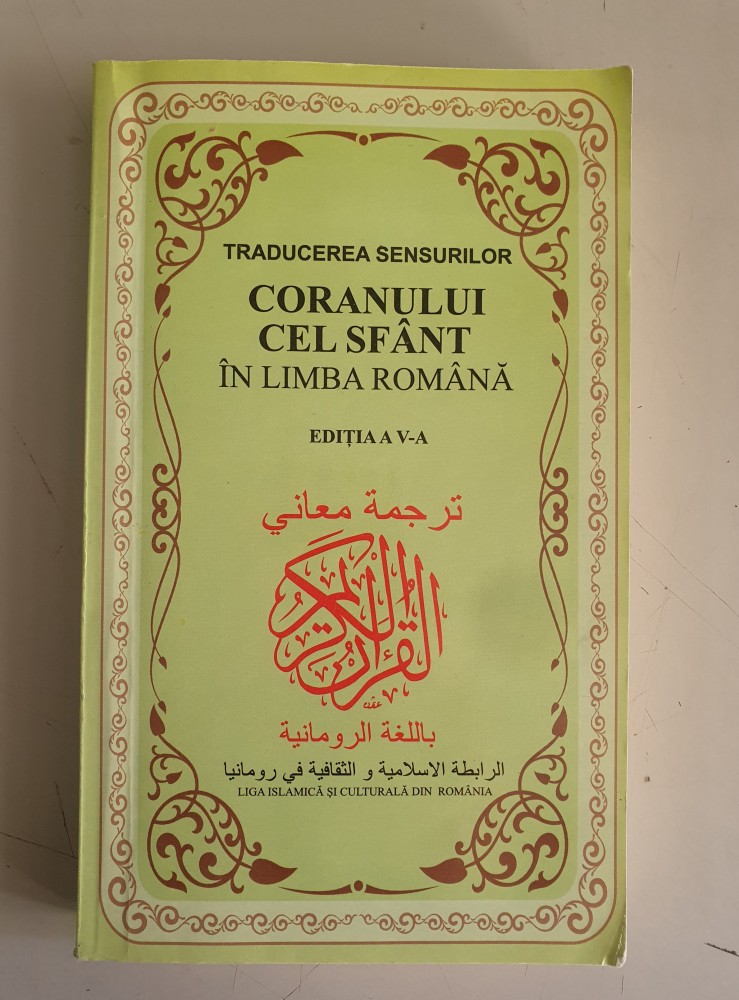 TRADUCEREA SENSURILOR
CORANULUI
CEL SFÂNT
ÎN LIMBA ROMÂNĂ
EDIȚIA A V-A
ترجمة معاني
القرآن الكريم
باللغة الرومانية
الرابطة الاسلامية و الثقافية في رومانيا
LIGA ISLAMICĂ ȘI CULTURALĂ DIN ROMÂNIA